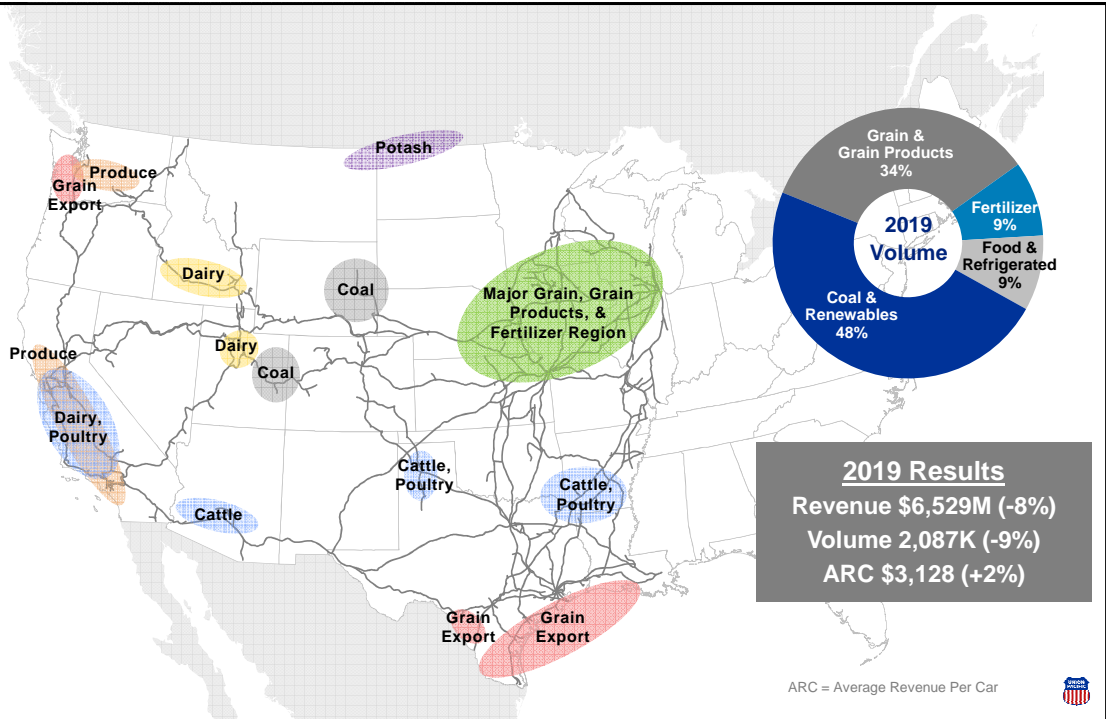 Potash
Produce
Grain
Export
Dairy
Coal
Major Grain, Grain
Products, &
Fertilizer Region
Dairy
Coal
Produce
Dairy,
Poultry
Cattle
Cattle,
Poultry
Cattle,
Poultry
Grain
Export
Grain
Export
Grain &
Grain Products
34%
Fertilizer
9%
Food &
Refrigerated
9%
Coal &
Renewables
48%
2019
Volume
2019 Results
Revenue $6,529M (-8%)
Volume 2,087K (-9%)
ARC $3,128 (+2%)
ARC = Average Revenue Per Car
UNION
PACIFIC